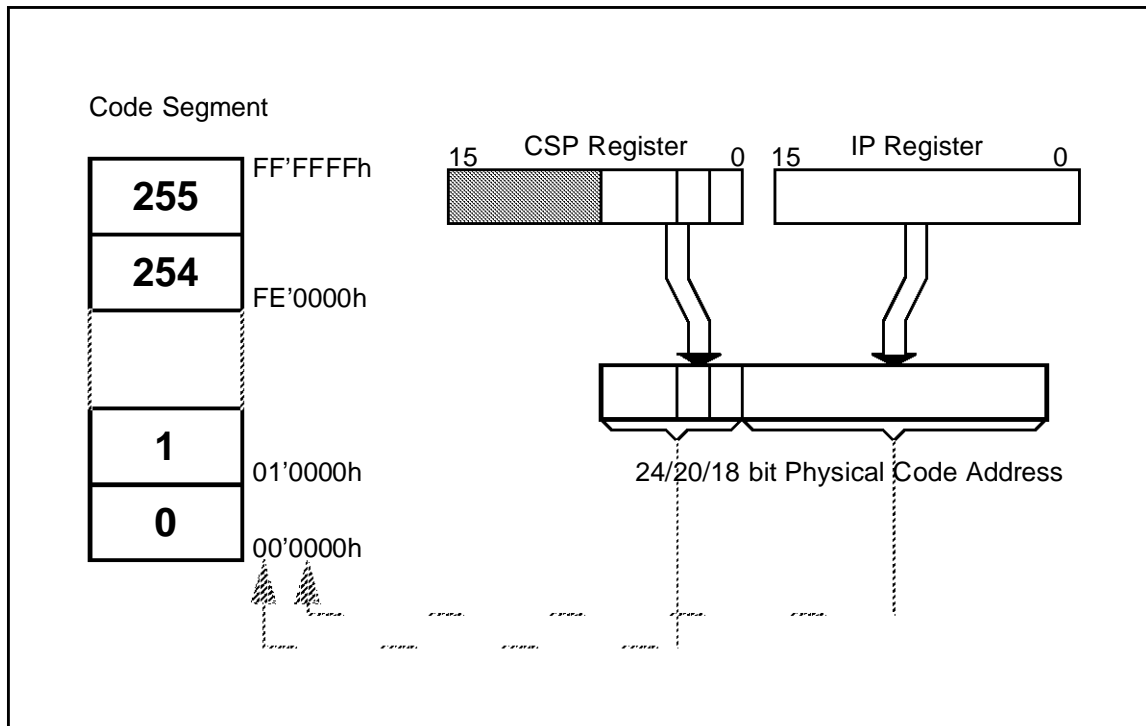 Code Segment
FF'FFFFh
255
254
FE'0000h
1
01'0000h
0
00'0000h
CSP Register
15
0
IP Register
15
0
24/20/18 bit Physical Code Address